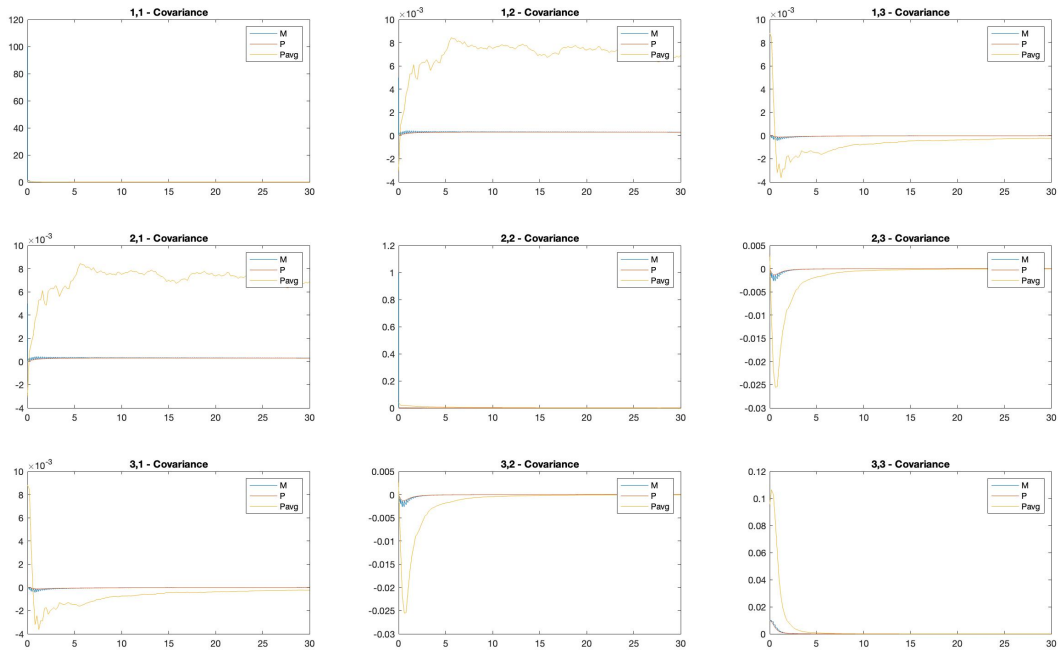 1,1 - Covariance
120
100
80
60
40
20
0
0 5 10 15 20 25 30
M
P
Pavg
1,2 - Covariance
×10-3
10
8
6
4
2
0
-2
-4
0 5 10 15 20 25 30
M
P
Pavg
1,3 - Covariance
×10-3
10
8
6
4
2
0
-2
-4
0 5 10 15 20 25 30
M
P
Pavg
2,1 - Covariance
×10-3
10
8
6
4
2
0
-2
-4
0 5 10 15 20 25 30
M
P
Pavg
2,2 - Covariance
1.2
1
0.8
0.6
0.4
0.2
0
0 5 10 15 20 25 30
M
P
Pavg
2,3 - Covariance
0.005
0
-0.005
-0.01
-0.015
-0.02
-0.025
-0.03
0 5 10 15 20 25 30
M
P
Pavg
3,1 - Covariance
×10-3
10
8
6
4
2
0
-2
-4
0 5 10 15 20 25 30
M
P
Pavg
3,2 - Covariance
0.005
0
-0.005
-0.01
-0.015
-0.02
-0.025
-0.03
0 5 10 15 20 25 30
M
P
Pavg
3,3 - Covariance
0.12
0.1
0.08
0.06
0.04
0.02
0
0 5 10 15 20 25 30
M
P
Pavg